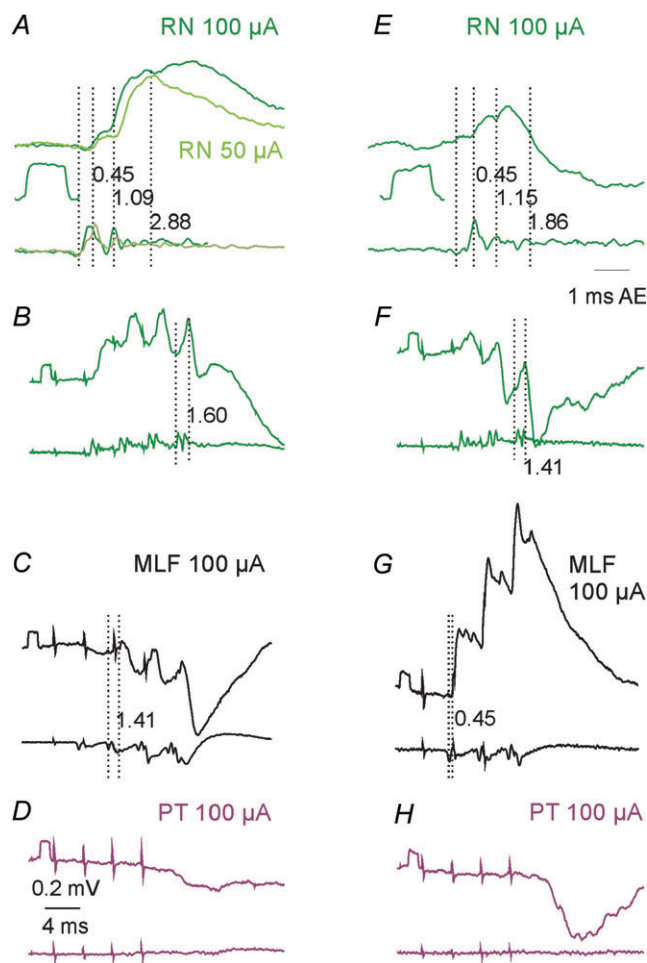 A
RN 100 µA
RN 50 µA
0.45
1.09
2.88
E
RN 100 µA
0.45
1.15
1.86
1 ms AE
B
1.60
F
1.41
C
MLF 100 µA
1.41
G
MLF
100 µA
0.45
D
PT 100 µA
0.2 mV
4 ms
H
PT 100 µA